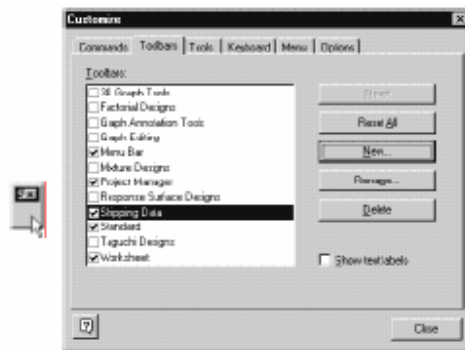 Customize
Commands Toolbars Tools Keyboard Menu Options
Toolbars:
3D Graph Tools
Factorial Designs
Graph Annotation Tools
Graph Editing
Menu Bar
Mixture Designs
Project Manager
Response Surface Designs
Shipping Data
Standard
Taguchi Designs
Worksheet
Reset
Reset All
New...
Rename...
Delete
Show text labels
Close